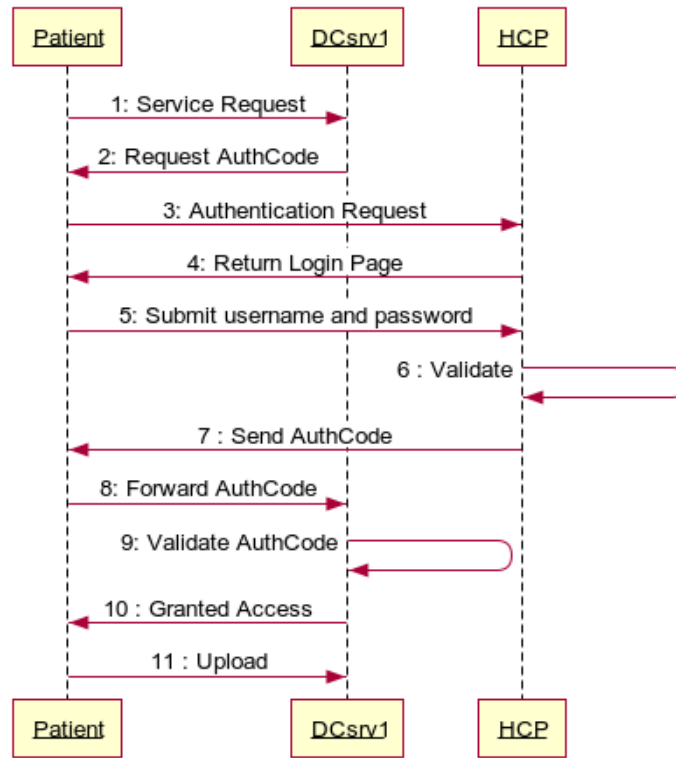 Patient DCsrv1 HCP
1: Service Request
2: Request AuthCode
3: Authentication Request
4: Return Login Page
5: Submit username and password
6 : Validate
7 : Send AuthCode
8: Forward AuthCode
9: Validate AuthCode
10 : Granted Access
11 : Upload
Patient DCsrv1 HCP